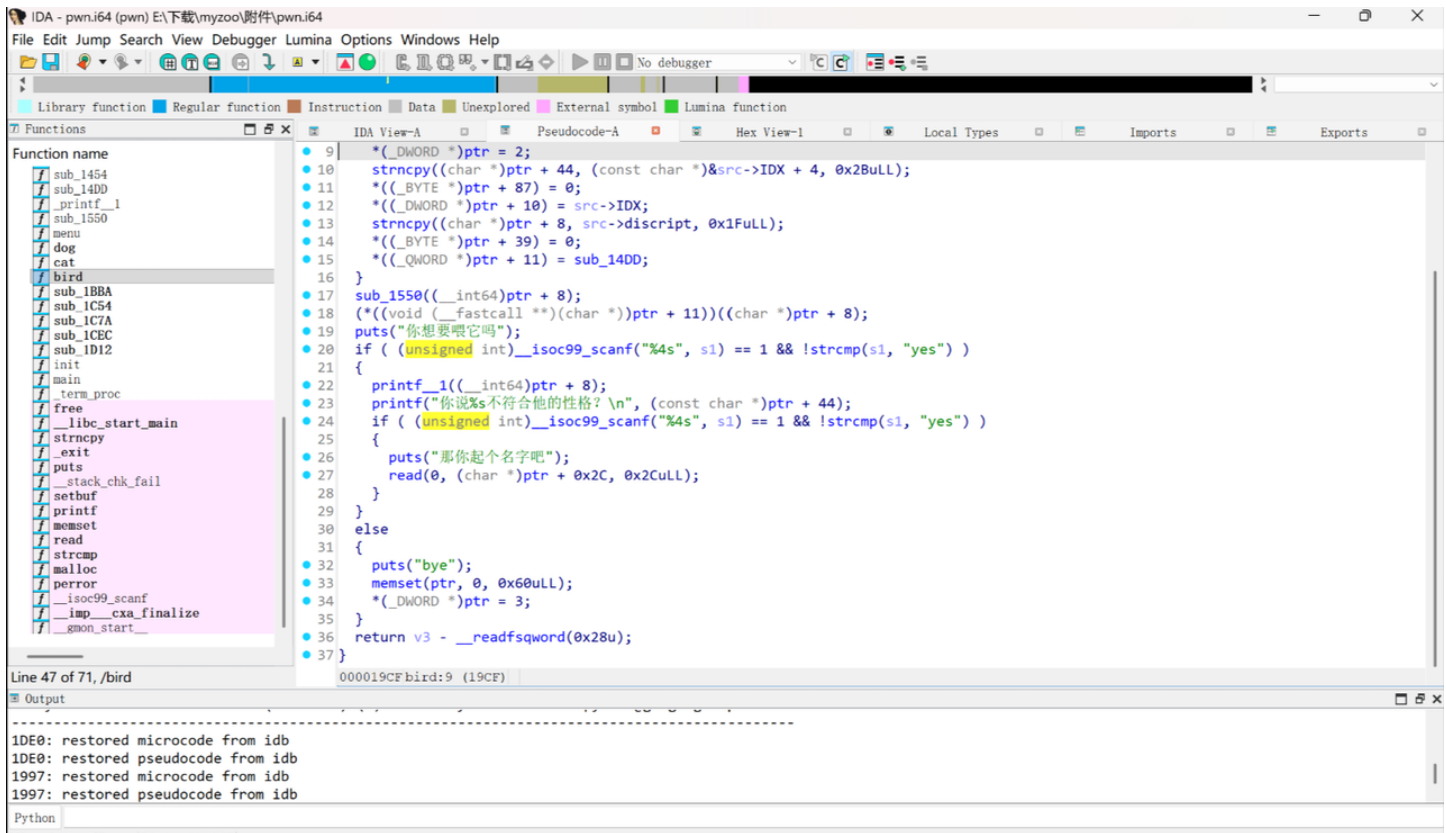 IDA - pwn.i64 (pwn) E:\下载\myzoo\附件\pwn.i64
File Edit Jump Search View Debugger Lumina Options Windows Help
No debugger
Library function Regular function Instruction Data Unexplored External symbol Lumina function
Functions
IDA View-A Pseudocode-A Hex View-1 Local Types Imports Exports
Function name
sub_1454
sub_14DD
_printf__1
sub_1550
menu
dog
cat
bird
sub_1BBA
sub_1C54
sub_1C7A
sub_1CEC
sub_1D12
init
main
_term_proc
free
__libc_start_main
strncpy
_exit
puts
__stack_chk_fail
setbuf
printf
memset
read
strcmp
malloc
perror
__isoc99_scanf
__imp___cxa_finalize
__gmon_start__
Line 47 of 71, /bird
9 *(_DWORD *)ptr = 2;
10 strncpy((char *)ptr + 44, (const char *)&src->IDX + 4, 0x2BuLL);
11 *((_BYTE *)ptr + 87) = 0;
12 *((_DWORD *)ptr + 10) = src->IDX;
13 strncpy((char *)ptr + 8, src->discript, 0x1FuLL);
14 *((_BYTE *)ptr + 39) = 0;
15 *((_QWORD *)ptr + 11) = sub_14DD;
16 }
17 sub_1550((__int64)ptr + 8);
18 (*((void (__fastcall **)(char *))ptr + 11))((char *)ptr + 8);
19 puts("你想要喂它吗");
20 if ( (unsigned int)__isoc99_scanf("%4s", s1) == 1 && !strcmp(s1, "yes") )
21 {
22 printf__1((__int64)ptr + 8);
23 printf("你说%s不符合他的性格？\n", (const char *)ptr + 44);
24 if ( (unsigned int)__isoc99_scanf("%4s", s1) == 1 && !strcmp(s1, "yes") )
25 {
26 puts("那你起个名字吧");
27 read(0, (char *)ptr + 0x2C, 0x2CuLL);
28 }
29 }
30 else
31 {
32 puts("bye");
33 memset(ptr, 0, 0x60uLL);
34 *(_DWORD *)ptr = 3;
35 }
36 return v3 - __readfsqword(0x28u);
37 }
000019CF bird:9 (19CF)
Output
1DE0: restored microcode from idb
1DE0: restored pseudocode from idb
1997: restored microcode from idb
1997: restored pseudocode from idb
Python